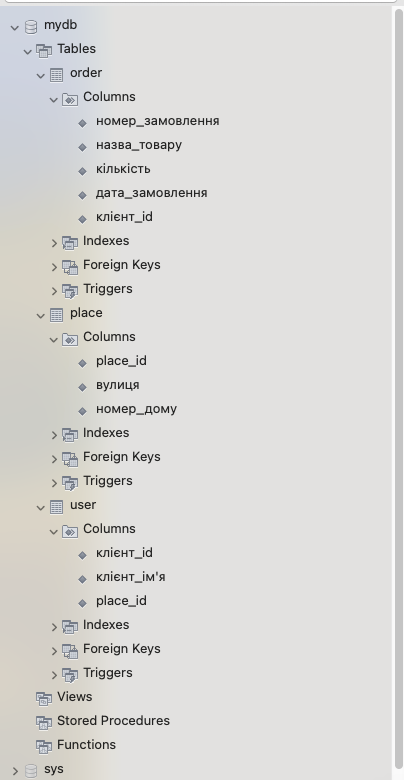 mydb
Tables
order
Columns
номер_замовлення
назва_товару
кількість
дата_замовлення
клієнт_id
Indexes
Foreign Keys
Triggers
place
Columns
place_id
вулиця
номер_дому
Indexes
Foreign Keys
Triggers
user
Columns
клієнт_id
клієнт_ім'я
place_id
Indexes
Foreign Keys
Triggers
Views
Stored Procedures
Functions
sys